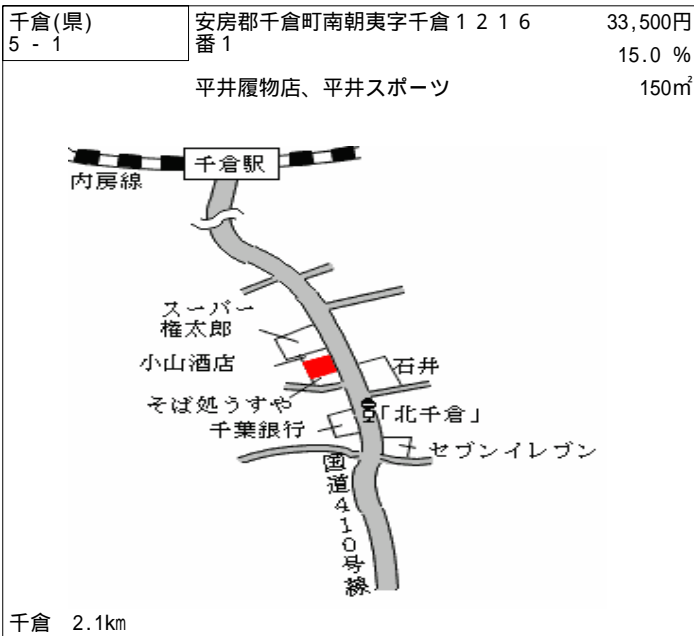 千倉(県)
5 - 1
安房郡千倉町南朝夷字千倉１２１６
番１
33,500円
15.0 %
平井履物店、平井スポーツ
150㎡
千倉駅
内房線
スーパー
権太郎
小山酒店
石井
そば処うすや
「北千倉」
千葉銀行
セブンイレブン
国道410号線
千倉 2.1km